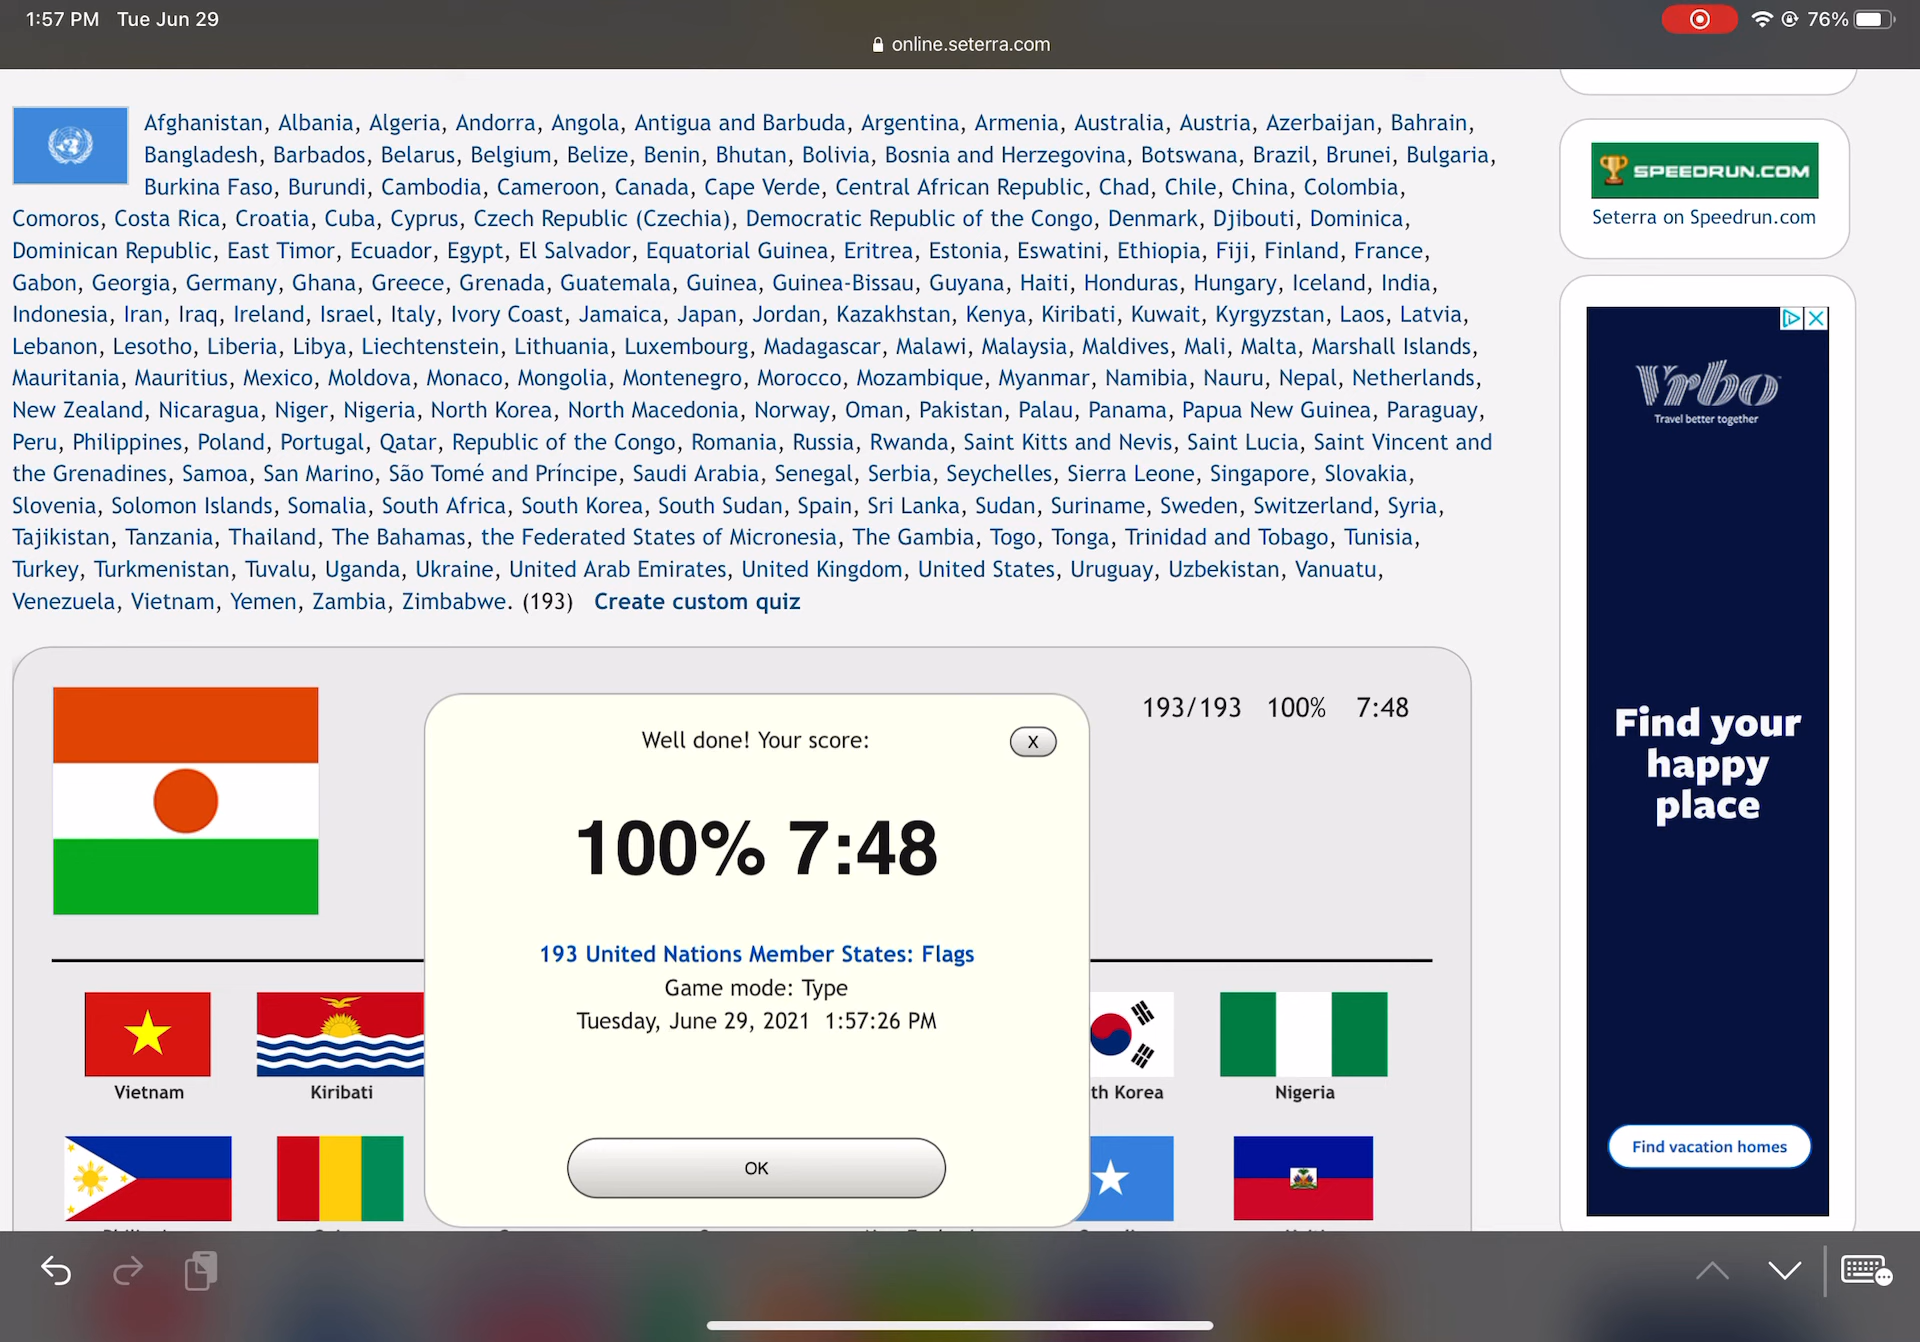 1:57 PM Tue Jun 29
76%
online.seterra.com
Afghanistan, Albania, Algeria, Andorra, Angola, Antigua and Barbuda, Argentina, Armenia, Australia, Austria, Azerbaijan, Bahrain,
Bangladesh, Barbados, Belarus, Belgium, Belize, Benin, Bhutan, Bolivia, Bosnia and Herzegovina, Botswana, Brazil, Brunei, Bulgaria,
Burkina Faso, Burundi, Cambodia, Cameroon, Canada, Cape Verde, Central African Republic, Chad, Chile, China, Colombia,
Comoros, Costa Rica, Croatia, Cuba, Cyprus, Czech Republic (Czechia), Democratic Republic of the Congo, Denmark, Djibouti, Dominica,
Dominican Republic, East Timor, Ecuador, Egypt, El Salvador, Equatorial Guinea, Eritrea, Estonia, Eswatini, Ethiopia, Fiji, Finland, France,
Gabon, Georgia, Germany, Ghana, Greece, Grenada, Guatemala, Guinea, Guinea-Bissau, Guyana, Haiti, Honduras, Hungary, Iceland, India,
Indonesia, Iran, Iraq, Ireland, Israel, Italy, Ivory Coast, Jamaica, Japan, Jordan, Kazakhstan, Kenya, Kiribati, Kuwait, Kyrgyzstan, Laos, Latvia,
Lebanon, Lesotho, Liberia, Libya, Liechtenstein, Lithuania, Luxembourg, Madagascar, Malawi, Malaysia, Maldives, Mali, Malta, Marshall Islands,
Mauritania, Mauritius, Mexico, Moldova, Monaco, Mongolia, Montenegro, Morocco, Mozambique, Myanmar, Namibia, Nauru, Nepal, Netherlands,
New Zealand, Nicaragua, Niger, Nigeria, North Korea, North Macedonia, Norway, Oman, Pakistan, Palau, Panama, Papua New Guinea, Paraguay,
Peru, Philippines, Poland, Portugal, Qatar, Republic of the Congo, Romania, Russia, Rwanda, Saint Kitts and Nevis, Saint Lucia, Saint Vincent and
the Grenadines, Samoa, San Marino, São Tomé and Príncipe, Saudi Arabia, Senegal, Serbia, Seychelles, Sierra Leone, Singapore, Slovakia,
Slovenia, Solomon Islands, Somalia, South Africa, South Korea, South Sudan, Spain, Sri Lanka, Sudan, Suriname, Sweden, Switzerland, Syria,
Tajikistan, Tanzania, Thailand, The Bahamas, the Federated States of Micronesia, The Gambia, Togo, Tonga, Trinidad and Tobago, Tunisia,
Turkey, Turkmenistan, Tuvalu, Uganda, Ukraine, United Arab Emirates, United Kingdom, United States, Uruguay, Uzbekistan, Vanuatu,
Venezuela, Vietnam, Yemen, Zambia, Zimbabwe. (193) Create custom quiz
SPEEDRUN.COM
Seterra on Speedrun.com
Vrbo
Travel better together
Find your
happy
place
Find vacation homes
193/193 100% 7:48
Well done! Your score:
X
100% 7:48
193 United Nations Member States: Flags
Game mode: Type
Tuesday, June 29, 2021 1:57:26 PM
OK
Vietnam
Kiribati
th Korea
Nigeria